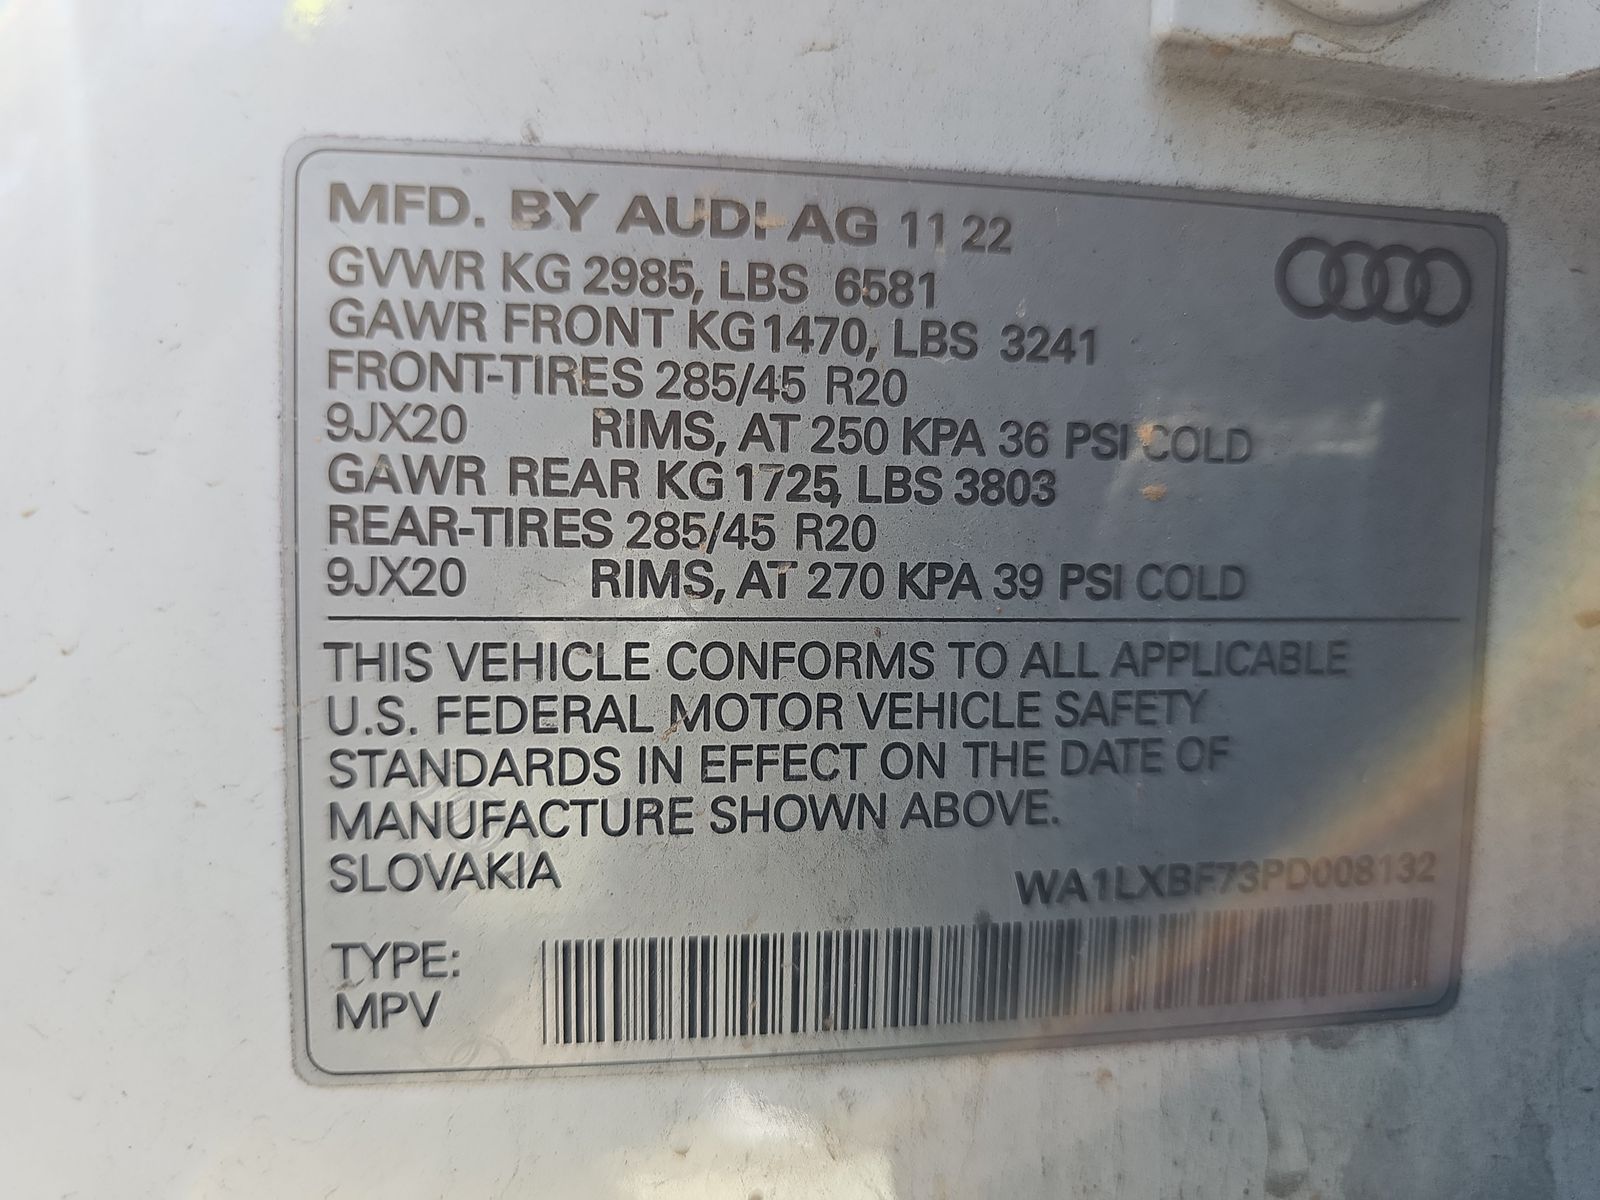 MFD. BY AUDI AG 11 22
GVWR KG 2985, LBS 6581
GAWR FRONT KG 1470, LBS 3241
FRONT-TIRES 285/45 R20
9JX20 RIMS, AT 250 KPA 36 PSI COLD
GAWR REAR KG 1725, LBS 3803
REAR-TIRES 285/45 R20
9JX20 RIMS, AT 270 KPA 39 PSI COLD
THIS VEHICLE CONFORMS TO ALL APPLICABLE
U.S. FEDERAL MOTOR VEHICLE SAFETY
STANDARDS IN EFFECT ON THE DATE OF
MANUFACTURE SHOWN ABOVE.
SLOVAKIA WA1LXBF73PD008132
TYPE:
MPV